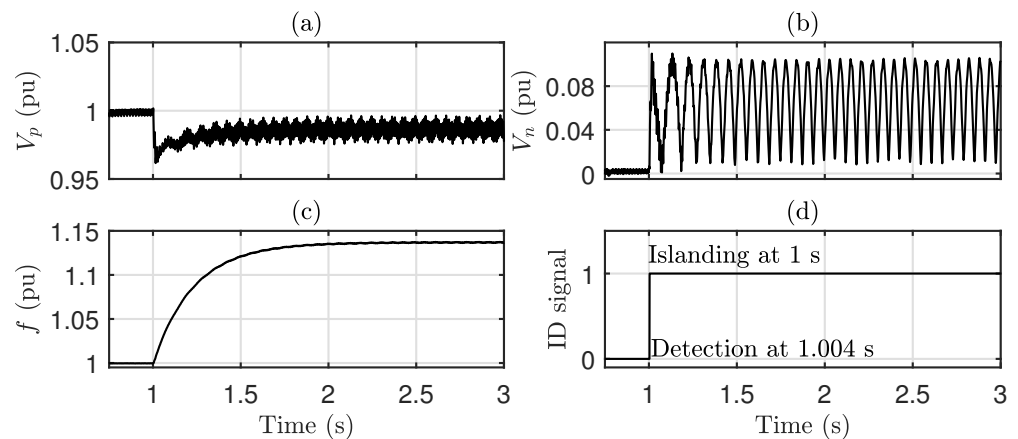 (a)
1.05
1
0.95
V_p (pu)
(b)
0.08
0.04
0
V_n (pu)
(c)
1.15
1.1
1.05
1
f (pu)
1 1.5 2 2.5 3
Time (s)
(d)
1
0
ID signal
Islanding at 1 s
Detection at 1.004 s
1 1.5 2 2.5 3
Time (s)